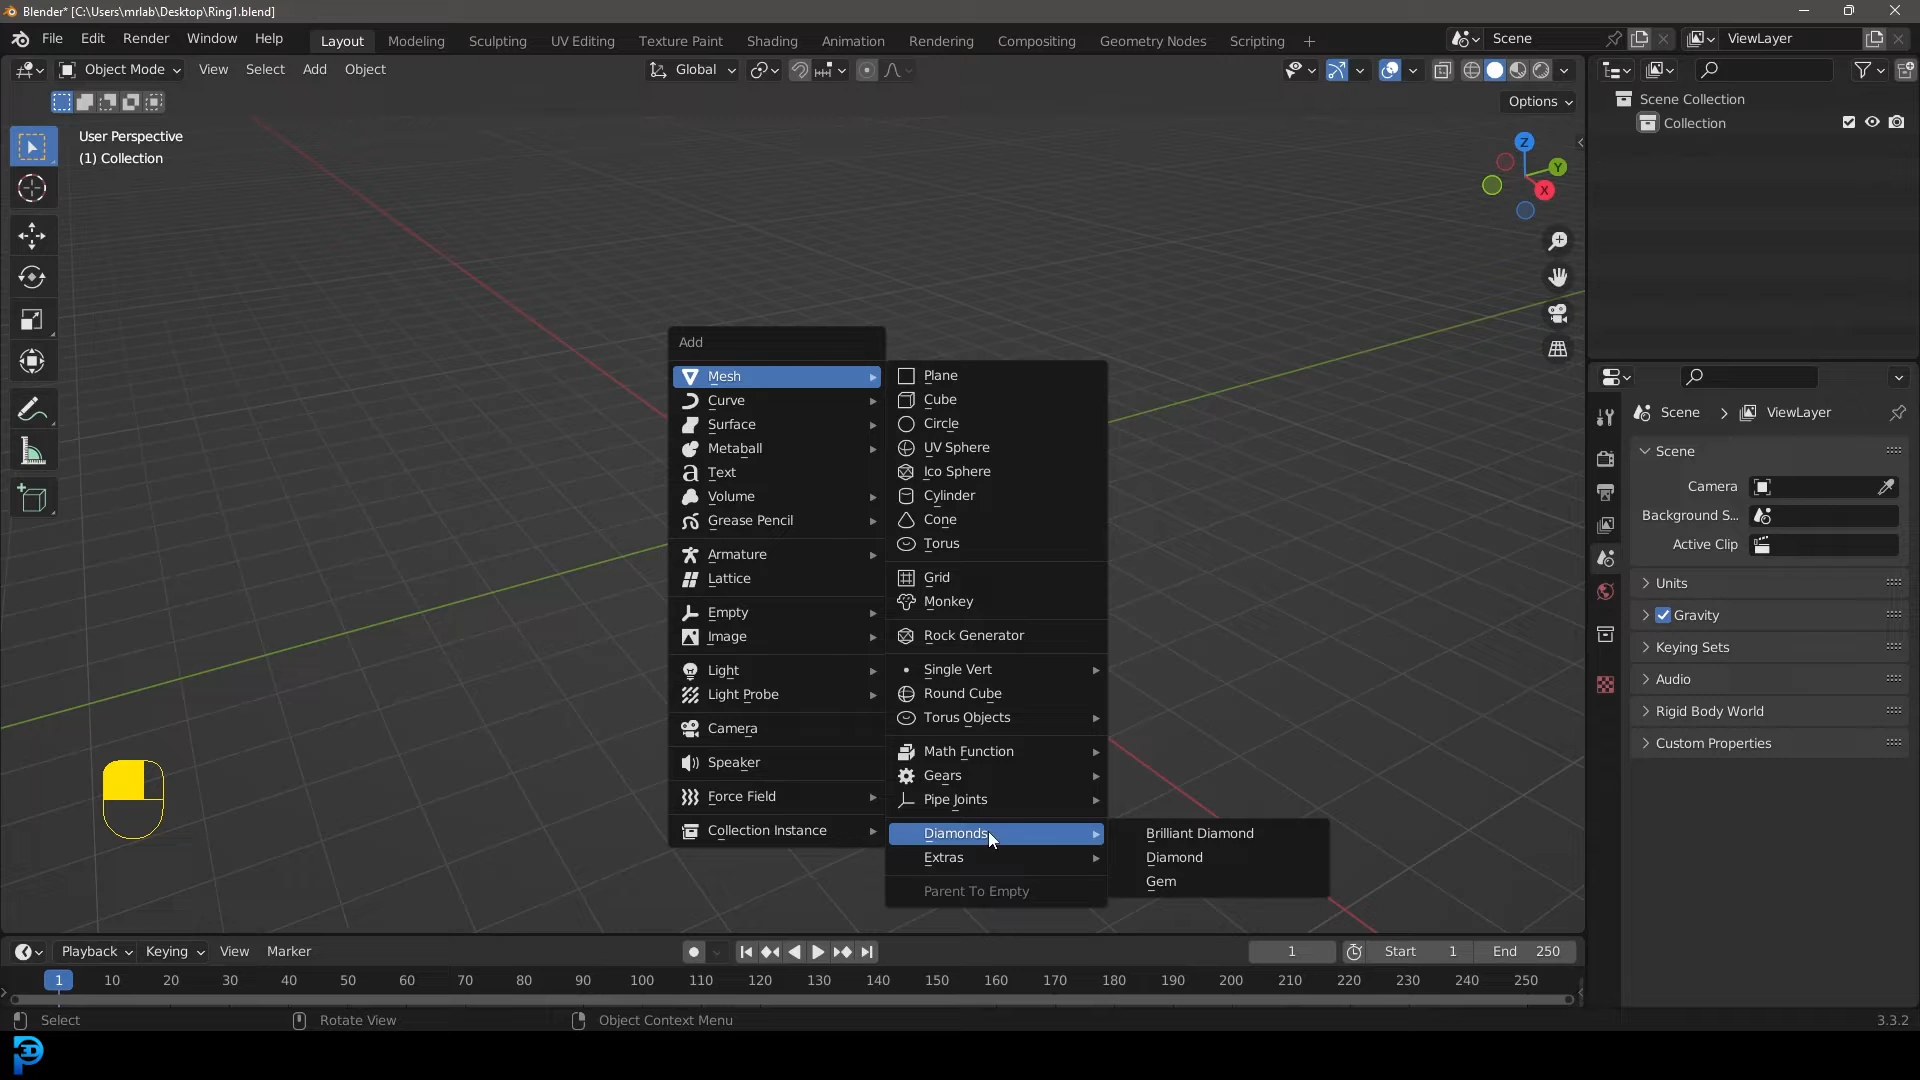 Blender* [C:\Users\mrlab\Desktop\Ring1.blend]
File Edit Render Window Help Layout Modeling Sculpting UV Editing Texture Paint Shading Animation Rendering Compositing Geometry Nodes Scripting + Scene ViewLayer
Object Mode View Select Add Object Global
Options
User Perspective
(1) Collection
Z
Y
X
Scene Collection
Collection
Add
Mesh
Curve
Surface
Metaball
Text
Volume
Grease Pencil
Armature
Lattice
Empty
Image
Light
Light Probe
Camera
Speaker
Force Field
Collection Instance
Plane
Cube
Circle
UV Sphere
Ico Sphere
Cylinder
Cone
Torus
Grid
Monkey
Rock Generator
Single Vert
Round Cube
Torus Objects
Math Function
Gears
Pipe Joints
Diamonds
Extras
Parent To Empty
Brilliant Diamond
Diamond
Gem
Scene > ViewLayer
Scene
Camera
Background S...
Active Clip
Units
Gravity
Keying Sets
Audio
Rigid Body World
Custom Properties
Playback Keying View Marker 1 Start 1 End 250
1 10 20 30 40 50 60 70 80 90 100 110 120 130 140 150 160 170 180 190 200 210 220 230 240 250
Select Rotate View Object Context Menu 3.3.2
3D